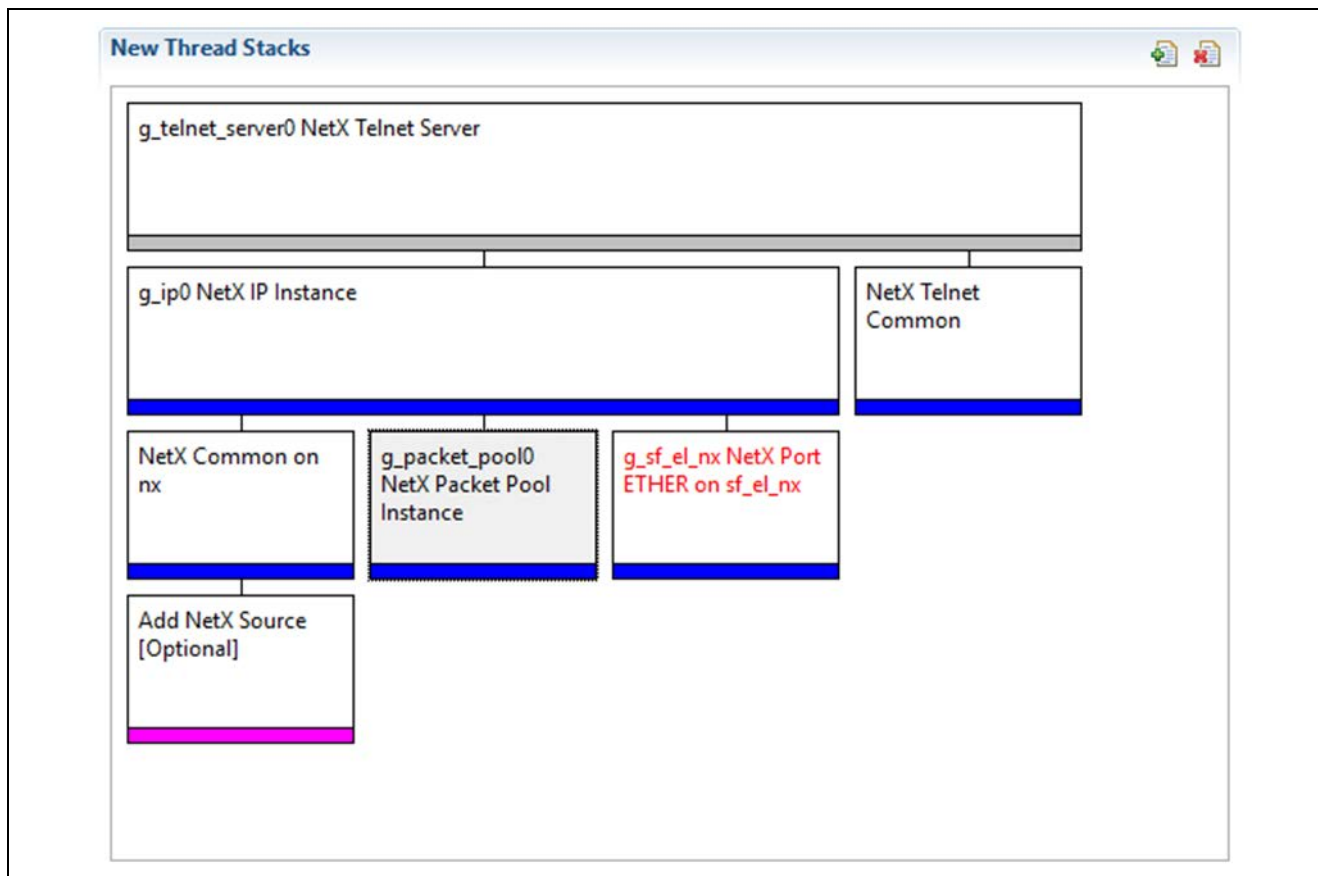 New Thread Stacks
g_telnet_server0 NetX Telnet Server
g_ip0 NetX IP Instance
NetX Telnet
Common
NetX Common on
nx
g_packet_pool0
NetX Packet Pool
Instance
g_sf_el_nx NetX Port
ETHER on sf_el_nx
Add NetX Source
[Optional]